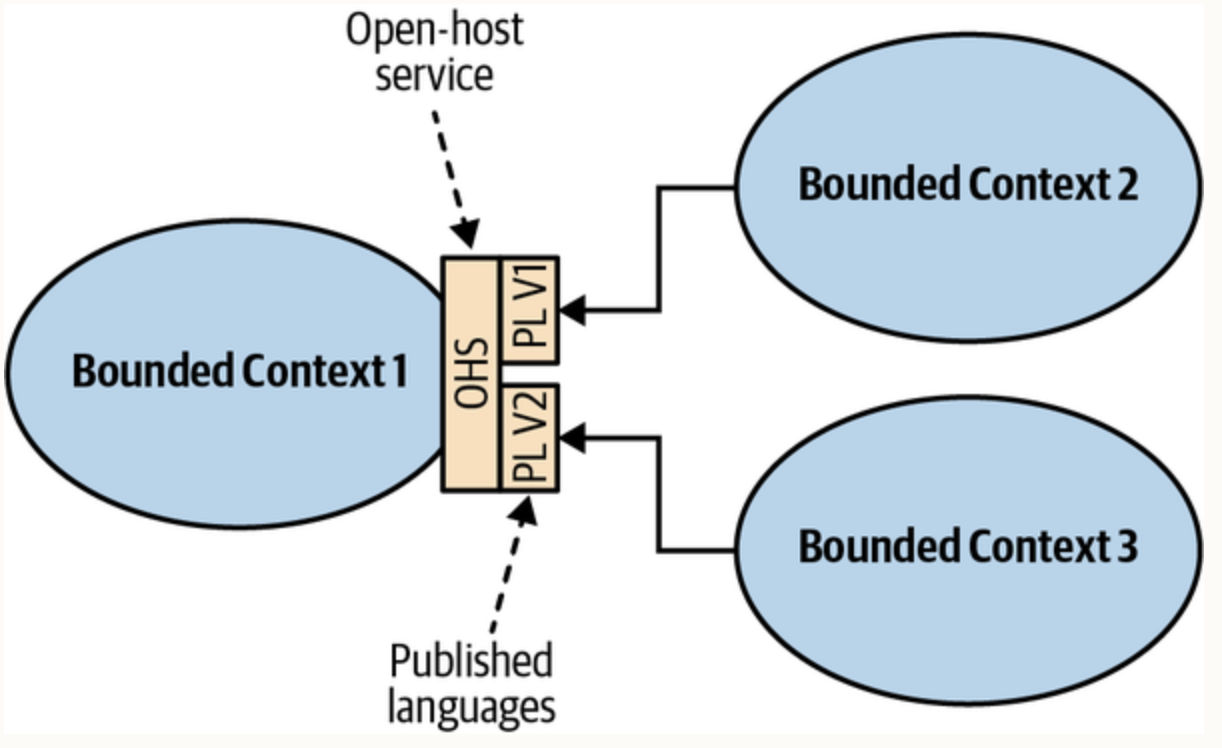 Open-host
service
Bounded Context 2
PL V1
OHS
Bounded Context 1
PL V2
Bounded Context 3
Published
languages